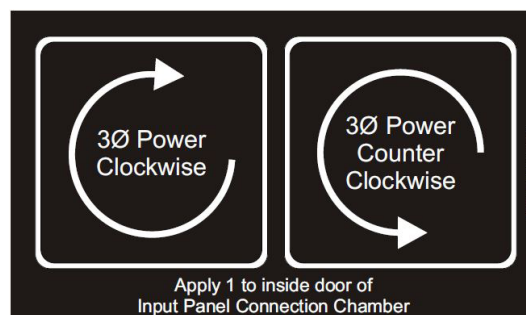 3Ø Power
Clockwise
3Ø Power
Counter
Clockwise
Apply 1 to inside door of
Input Panel Connection Chamber